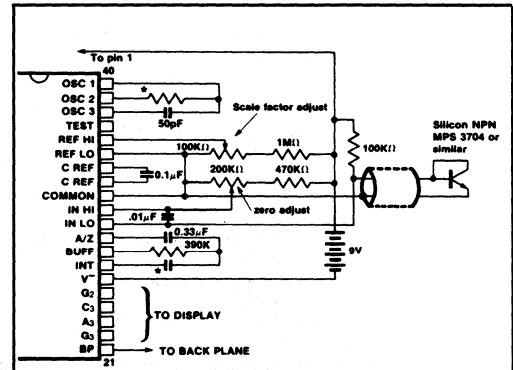 To pin 1
40
OSC 1
OSC 2
*
OSC 3
50pF
Scale factor adjust
TEST
REF HI
100KΩ
1MΩ
100KΩ
Silicon NPN
MPS 3704 or
similar
REF LO
200KΩ
470KΩ
C REF
0.1μF
C REF
COMMON
IN HI
.01μF
zero adjust
IN LO
A/Z
0.33μF
BUFF
390K
9V
INT
*
V-
G2
C3
TO DISPLAY
A3
G3
BP
TO BACK PLANE
21